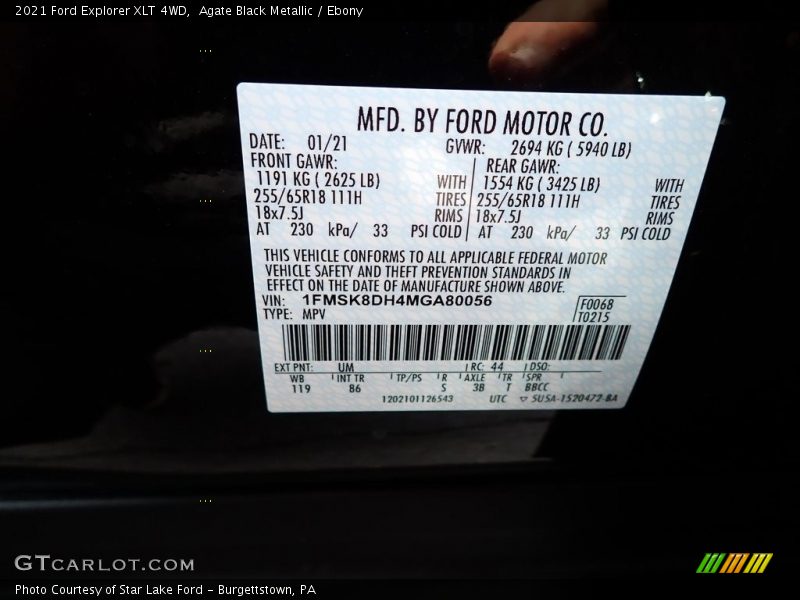 2021 Ford Explorer XLT 4WD,  Agate Black Metallic / Ebony
MFD. BY FORD MOTOR CO.
DATE: 01/21 GVWR: 2694 KG ( 5940 LB)
FRONT GAWR: REAR GAWR:
1191 KG ( 2625 LB) WITH 1554 KG ( 3425 LB) WITH
255/65R18 111H TIRES 255/65R18 111H TIRES
18x7.5J RIMS 18x7.5J RIMS
AT 230 kPa/ 33 PSI COLD AT 230 kPa/ 33 PSI COLD
THIS VEHICLE CONFORMS TO ALL APPLICABLE FEDERAL MOTOR
VEHICLE SAFETY AND THEFT PREVENTION STANDARDS IN
EFFECT ON THE DATE OF MANUFACTURE SHOWN ABOVE.
VIN: 1FMSK8DH4MGA80056 F0068
TYPE: MPV T0215
EXT PNT: UM RC: 44 DSO:
WB INT TR TP/PS R AXLE TR SPR
119 B6 S 3B T BBCC
1202101126543 UTC ▽ 5USA-1520472-BA
GTCARLOT.COM
Photo Courtesy of Star Lake Ford - Burgettstown, PA